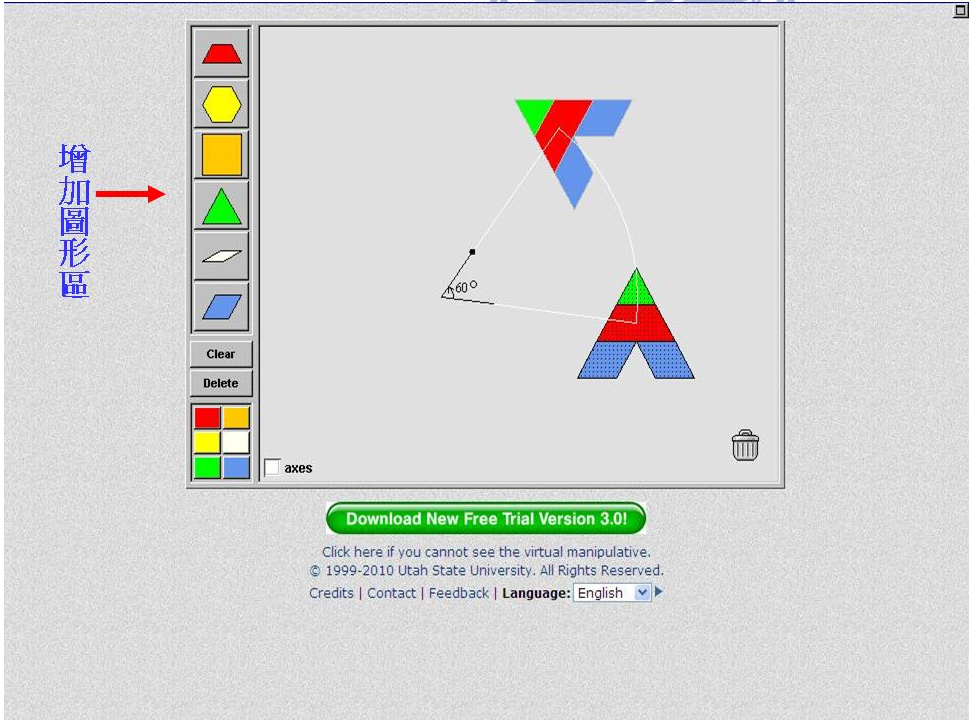 增加圖形區
60°
Clear
Delete
axes
Download New Free Trial Version 3.0!
Click here if you cannot see the virtual manipulative.
© 1999-2010 Utah State University. All Rights Reserved.
Credits | Contact | Feedback | Language: English